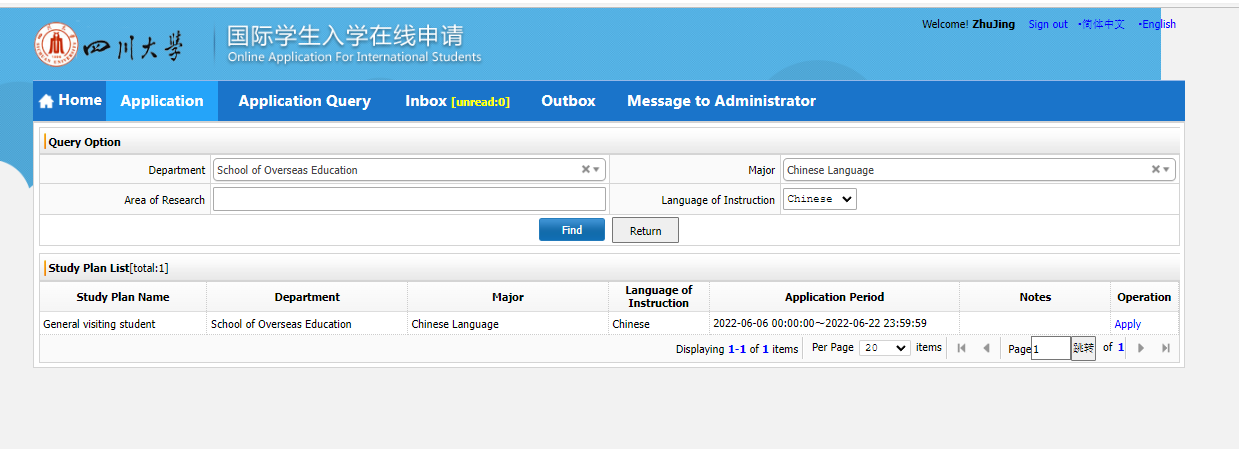 Welcome! ZhuJing Sign out ·简体中文 ·English
四川大学
国际学生入学在线申请
Online Application For International Students
Home Application Application Query Inbox [unread:0] Outbox Message to Administrator
Query Option
Department School of Overseas Education Major Chinese Language
Area of Research Language of Instruction Chinese
Find Return
Study Plan List[total:1]
Study Plan Name Department Major Language of Instruction Application Period Notes Operation
General visiting student School of Overseas Education Chinese Language Chinese 2022-06-06 00:00:00~2022-06-22 23:59:59 Apply
Displaying 1-1 of 1 items Per Page 20 items Page 1 跳转 of 1